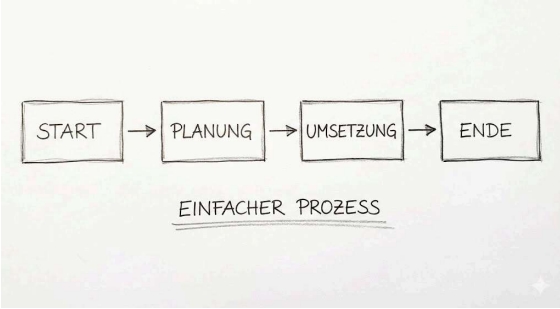 START → PLANUNG → UMSETZUNG → ENDE
EINFACHER PROZESS